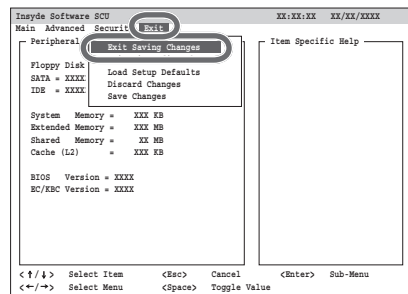 Insyde Software SCU XX:XX:XX XX/XX/XXXX
Main Advanced Securit Exit
Peripheral Item Specific Help
Exit Saving Changes
Floppy Disk
Load Setup Defaults
SATA = XXXX
Discard Changes
IDE = XXXX
Save Changes
System Memory = XXX KB
Extended Memory = XXX MB
Shared Memory = XX MB
Cache (L2) = XXX KB
BIOS Version = XXXX
EC/KBC Version = XXXX
<↑/↓> Select Item <Esc> Cancel <Enter> Sub-Menu
<←/→> Select Menu <Space> Toggle Value